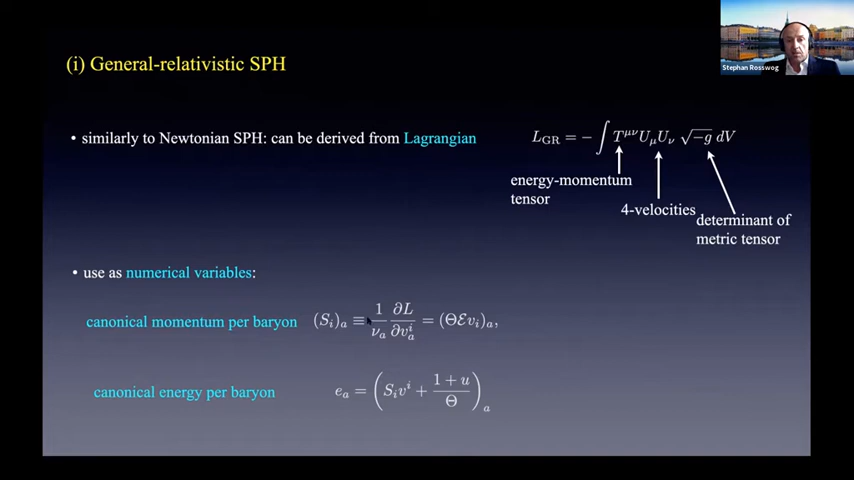 Stephan Rosswog
(i) General-relativistic SPH
• similarly to Newtonian SPH: can be derived from Lagrangian
L_GR = − ∫ T^{μν} U_μ U_ν √−g dV
energy-momentum
tensor
4-velocities
determinant of
metric tensor
• use as numerical variables:
canonical momentum per baryon (S_i)_a ≡ 1/ν_a ∂L/∂v^i_a = (Θℰv_i)_a,
canonical energy per baryon e_a = (S_i v^i + (1 + u)/Θ)_a